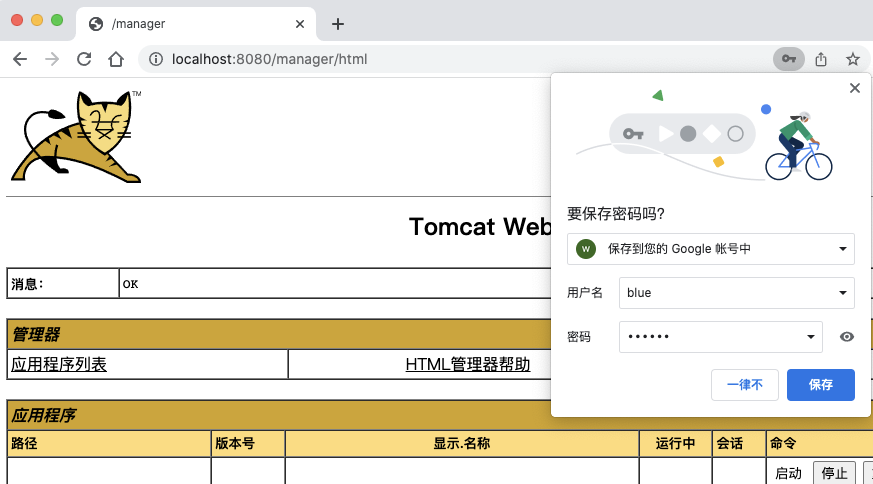 /manager
localhost:8080/manager/html
TM
要保存密码吗?
W 保存到您的 Google 帐号中
用户名 blue
密码 ••••••
一律不 保存
Tomcat Web
消息: OK
管理器
应用程序列表 HTML管理器帮助
应用程序
路径 版本号 显示.名称 运行中 会话 命令
启动 停止